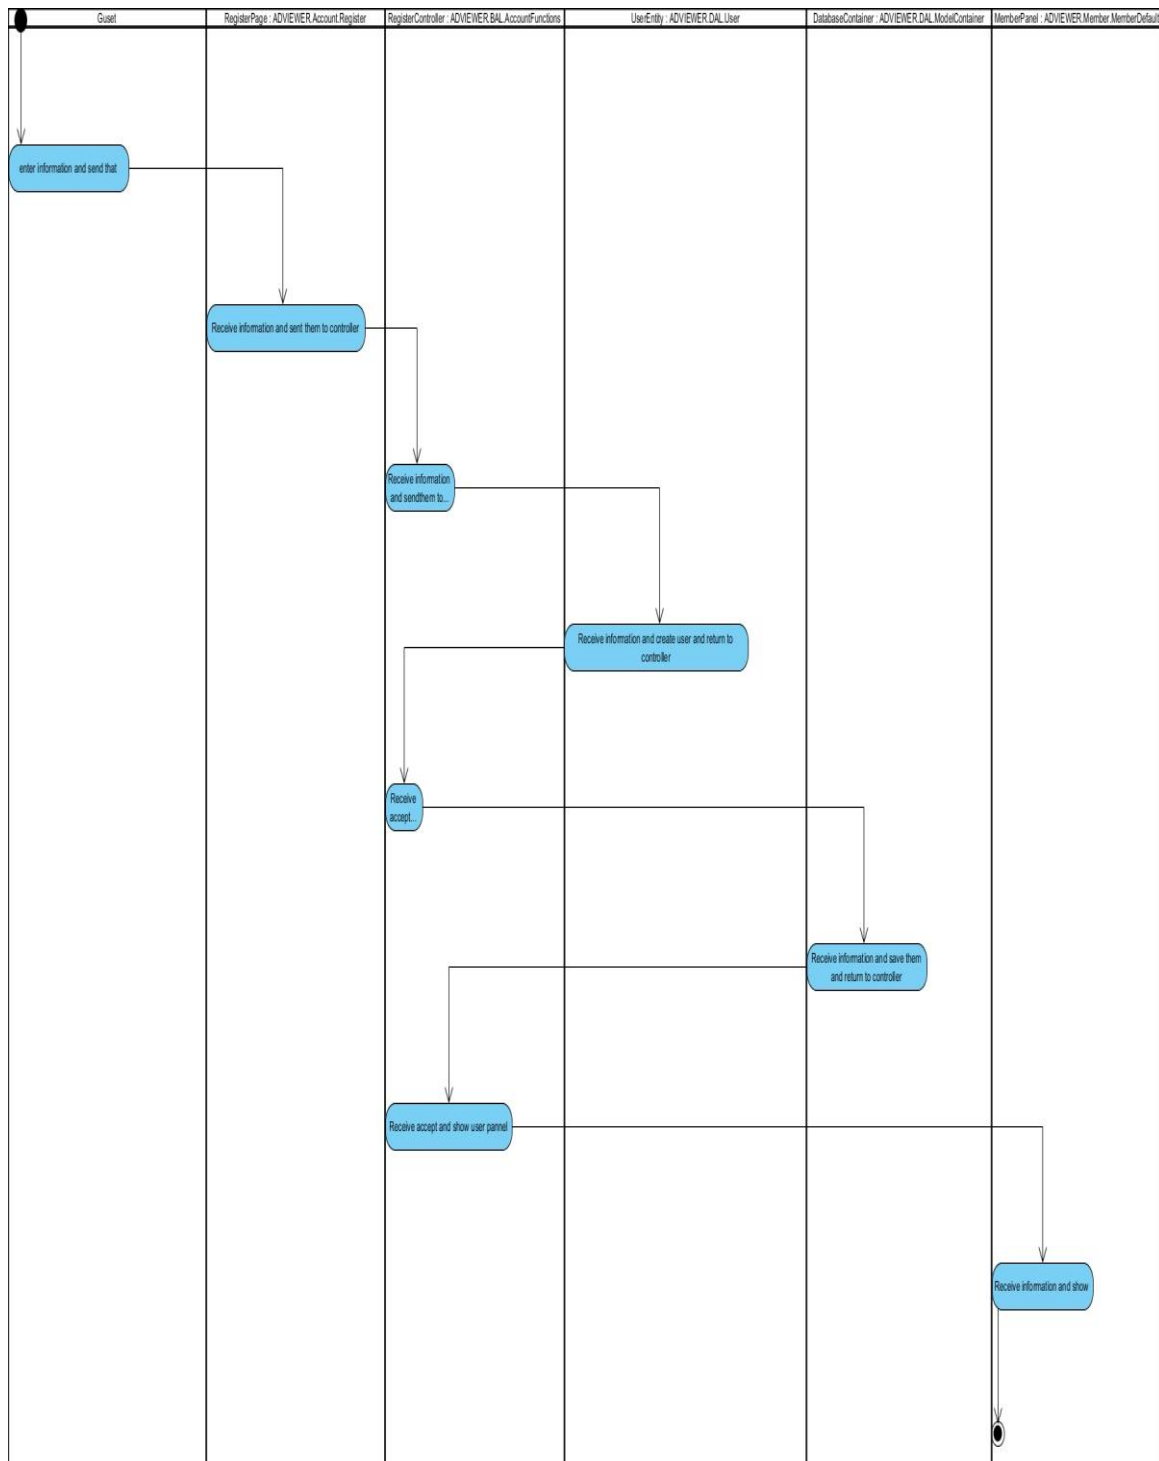 Guset
RegisterPage : ADVIEWER.Account.Register
RegisterController : ADVIEWER.BAL.AccountFunctions
UserEntity : ADVIEWER.DAL.User
DatabaseContainer : ADVIEWER.DAL.ModelContainer
MemberPanel : ADVIEWER.Member.MemberDefault
enter information and send that
Receive information and sent them to controller
Receive information
and sendthem to...
Receive information and create user and return to
controller
Receive
accept...
Receive information and save them
and return to controller
Receive accept and show user pannel
Receive information and show